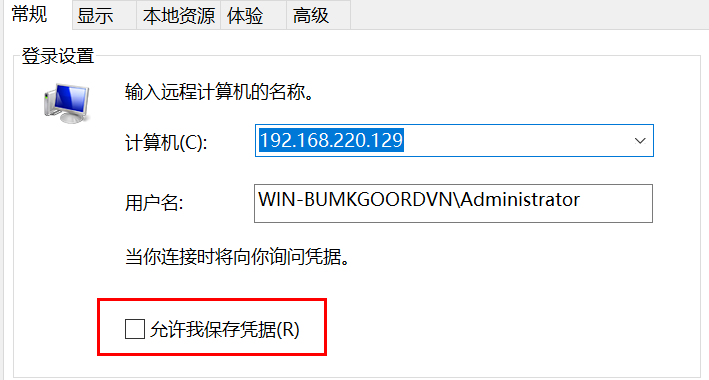 常规 显示 本地资源 体验 高级
登录设置
输入远程计算机的名称。
计算机(C): 192.168.220.129
用户名: WIN-BUMKGOORDVN\Administrator
当你连接时将向你询问凭据。
允许我保存凭据(R)